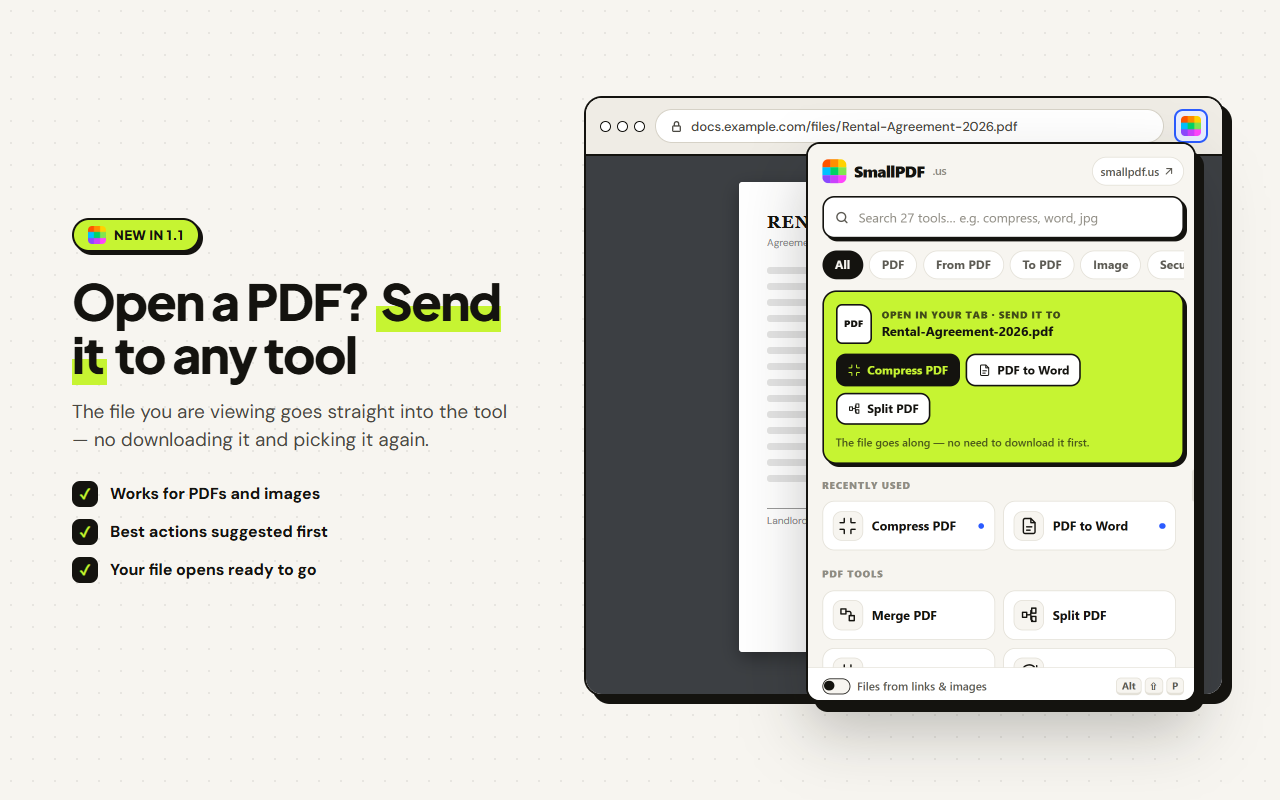 NEW IN 1.1
Open a PDF? Send
it to any tool
The file you are viewing goes straight into the tool
— no downloading it and picking it again.
✓ Works for PDFs and images
✓ Best actions suggested first
✓ Your file opens ready to go
docs.example.com/files/Rental-Agreement-2026.pdf
REN
Agreeme
Landlord
SmallPDF .us
smallpdf.us ↗
Search 27 tools... e.g. compress, word, jpg
All PDF From PDF To PDF Image Secu
PDF
OPEN IN YOUR TAB · SEND IT TO
Rental-Agreement-2026.pdf
Compress PDF PDF to Word
Split PDF
The file goes along — no need to download it first.
RECENTLY USED
Compress PDF PDF to Word
PDF TOOLS
Merge PDF Split PDF
Files from links & images
Alt ⇧ P